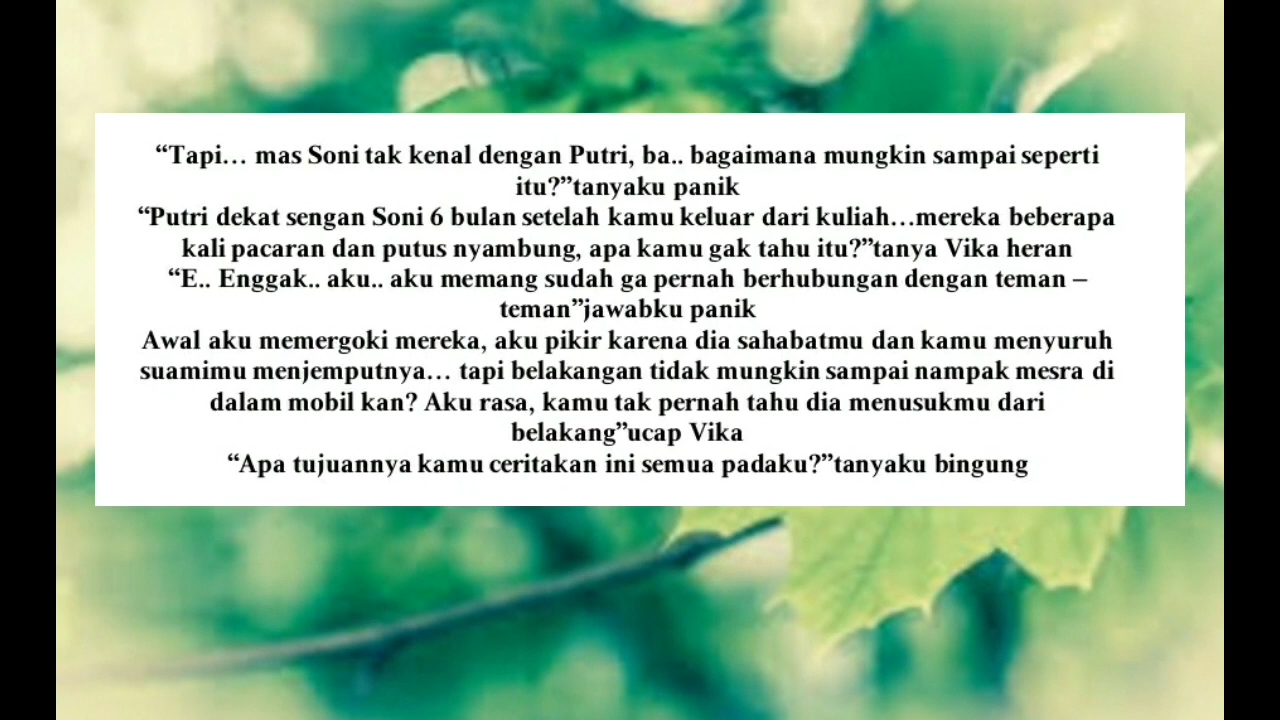 “Tapi… mas Soni tak kenal dengan Putri, ba.. bagaimana mungkin sampai seperti
itu?”tanyaku panik
“Putri dekat sengan Soni 6 bulan setelah kamu keluar dari kuliah…mereka beberapa
kali pacaran dan putus nyambung, apa kamu gak tahu itu?”tanya Vika heran
“E.. Enggak.. aku.. aku memang sudah ga pernah berhubungan dengan teman –
teman”jawabku panik
Awal aku memergoki mereka, aku pikir karena dia sahabatmu dan kamu menyuruh
suamimu menjemputnya… tapi belakangan tidak mungkin sampai nampak mesra di
dalam mobil kan? Aku rasa, kamu tak pernah tahu dia menusukmu dari
belakang”ucap Vika
“Apa tujuannya kamu ceritakan ini semua padaku?”tanyaku bingung